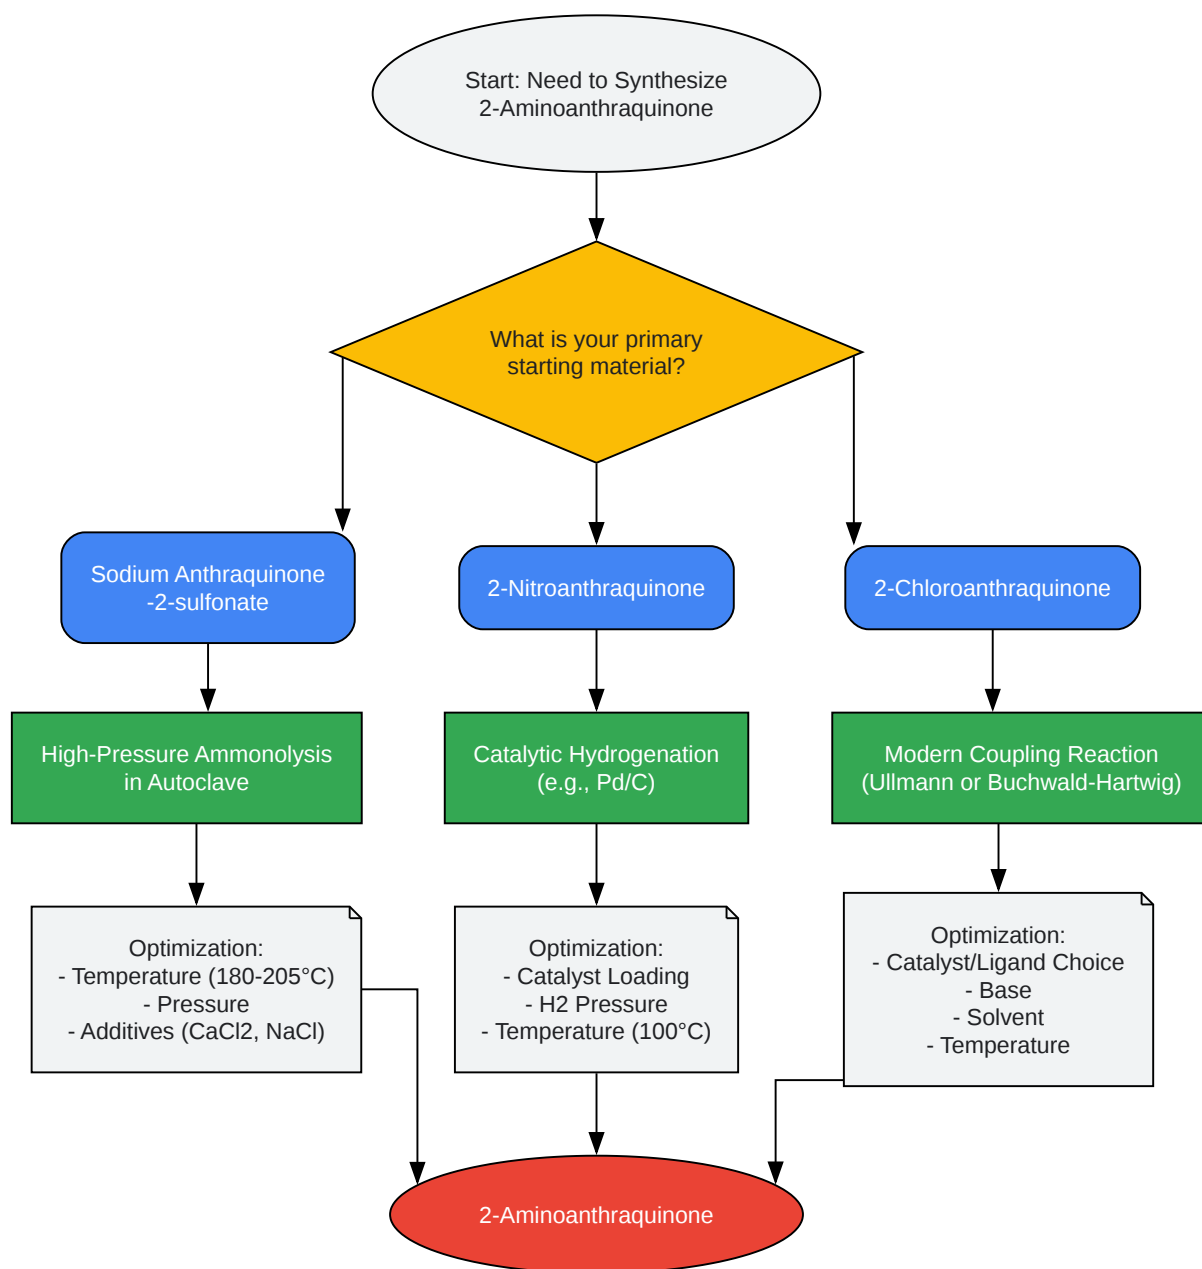 Start: Need to Synthesize
2-Aminoanthraquinone
What is your primary
starting material?
Sodium Anthraquinone
-2-sulfonate
2-Nitroanthraquinone
2-Chloroanthraquinone
High-Pressure Ammonolysis
in Autoclave
Catalytic Hydrogenation
(e.g., Pd/C)
Modern Coupling Reaction
(Ullmann or Buchwald-Hartwig)
Optimization:
- Temperature (180-205°C)
- Pressure
- Additives (CaCl2, NaCl)
Optimization:
- Catalyst Loading
- H2 Pressure
- Temperature (100°C)
Optimization:
- Catalyst/Ligand Choice
- Base
- Solvent
- Temperature
2-Aminoanthraquinone